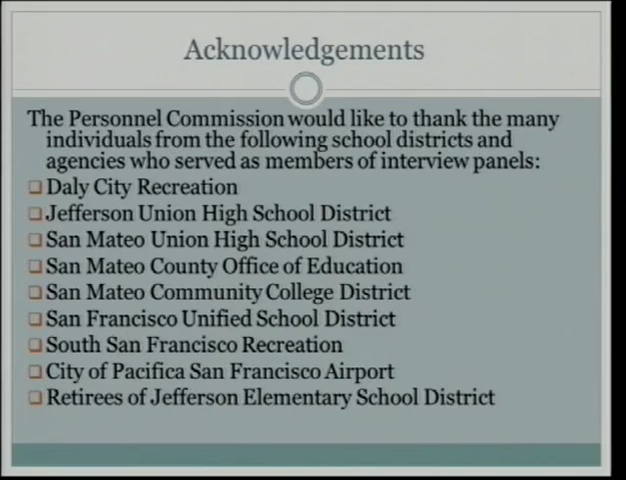 Acknowledgements
The Personnel Commission would like to thank the many
individuals from the following school districts and
agencies who served as members of interview panels:
Daly City Recreation
Jefferson Union High School District
San Mateo Union High School District
San Mateo County Office of Education
San Mateo Community College District
San Francisco Unified School District
South San Francisco Recreation
City of Pacifica San Francisco Airport
Retirees of Jefferson Elementary School District